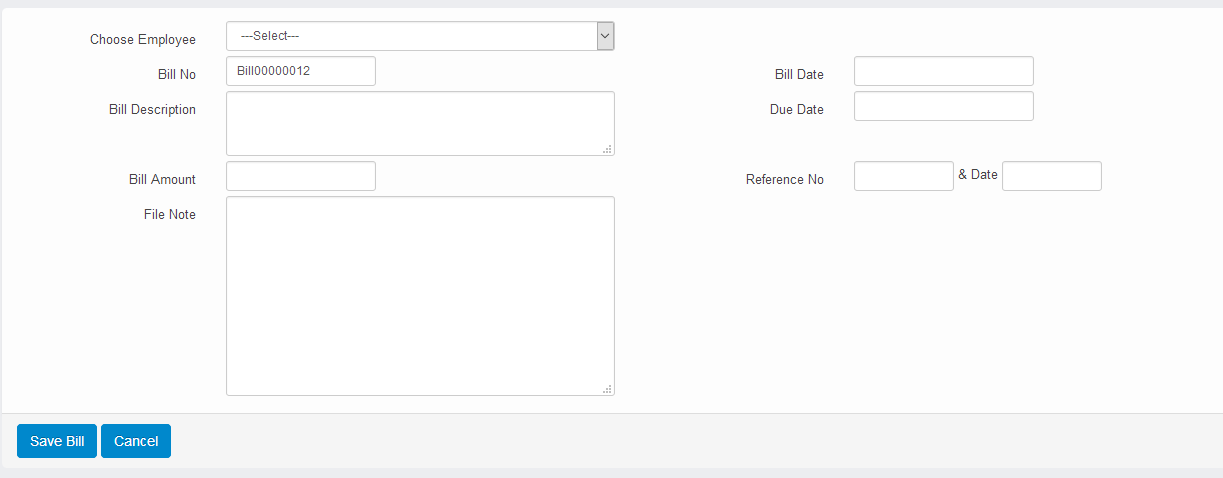 Choose Employee ---Select---
Bill No Bill00000012 Bill Date
Bill Description Due Date
Bill Amount Reference No & Date
File Note
Save Bill Cancel